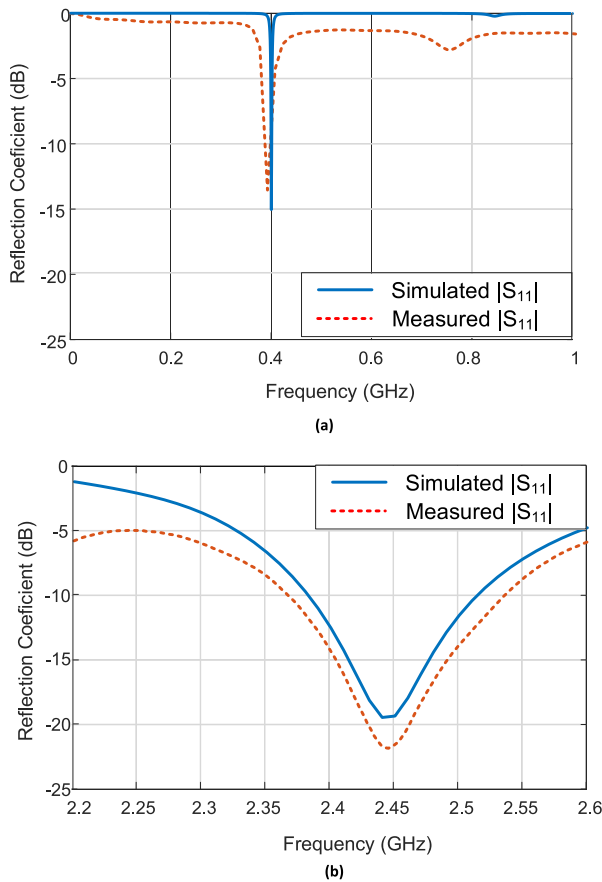 0
-5
-10
-15
-20
-25
Reflection Coeficient (dB)
Simulated |S11|
Measured |S11|
0 0.2 0.4 0.6 0.8 1
Frequency (GHz)
(a)
0
-5
-10
-15
-20
-25
Reflection Coeficient (dB)
Simulated |S11|
Measured |S11|
2.2 2.25 2.3 2.35 2.4 2.45 2.5 2.55 2.6
Frequency (GHz)
(b)